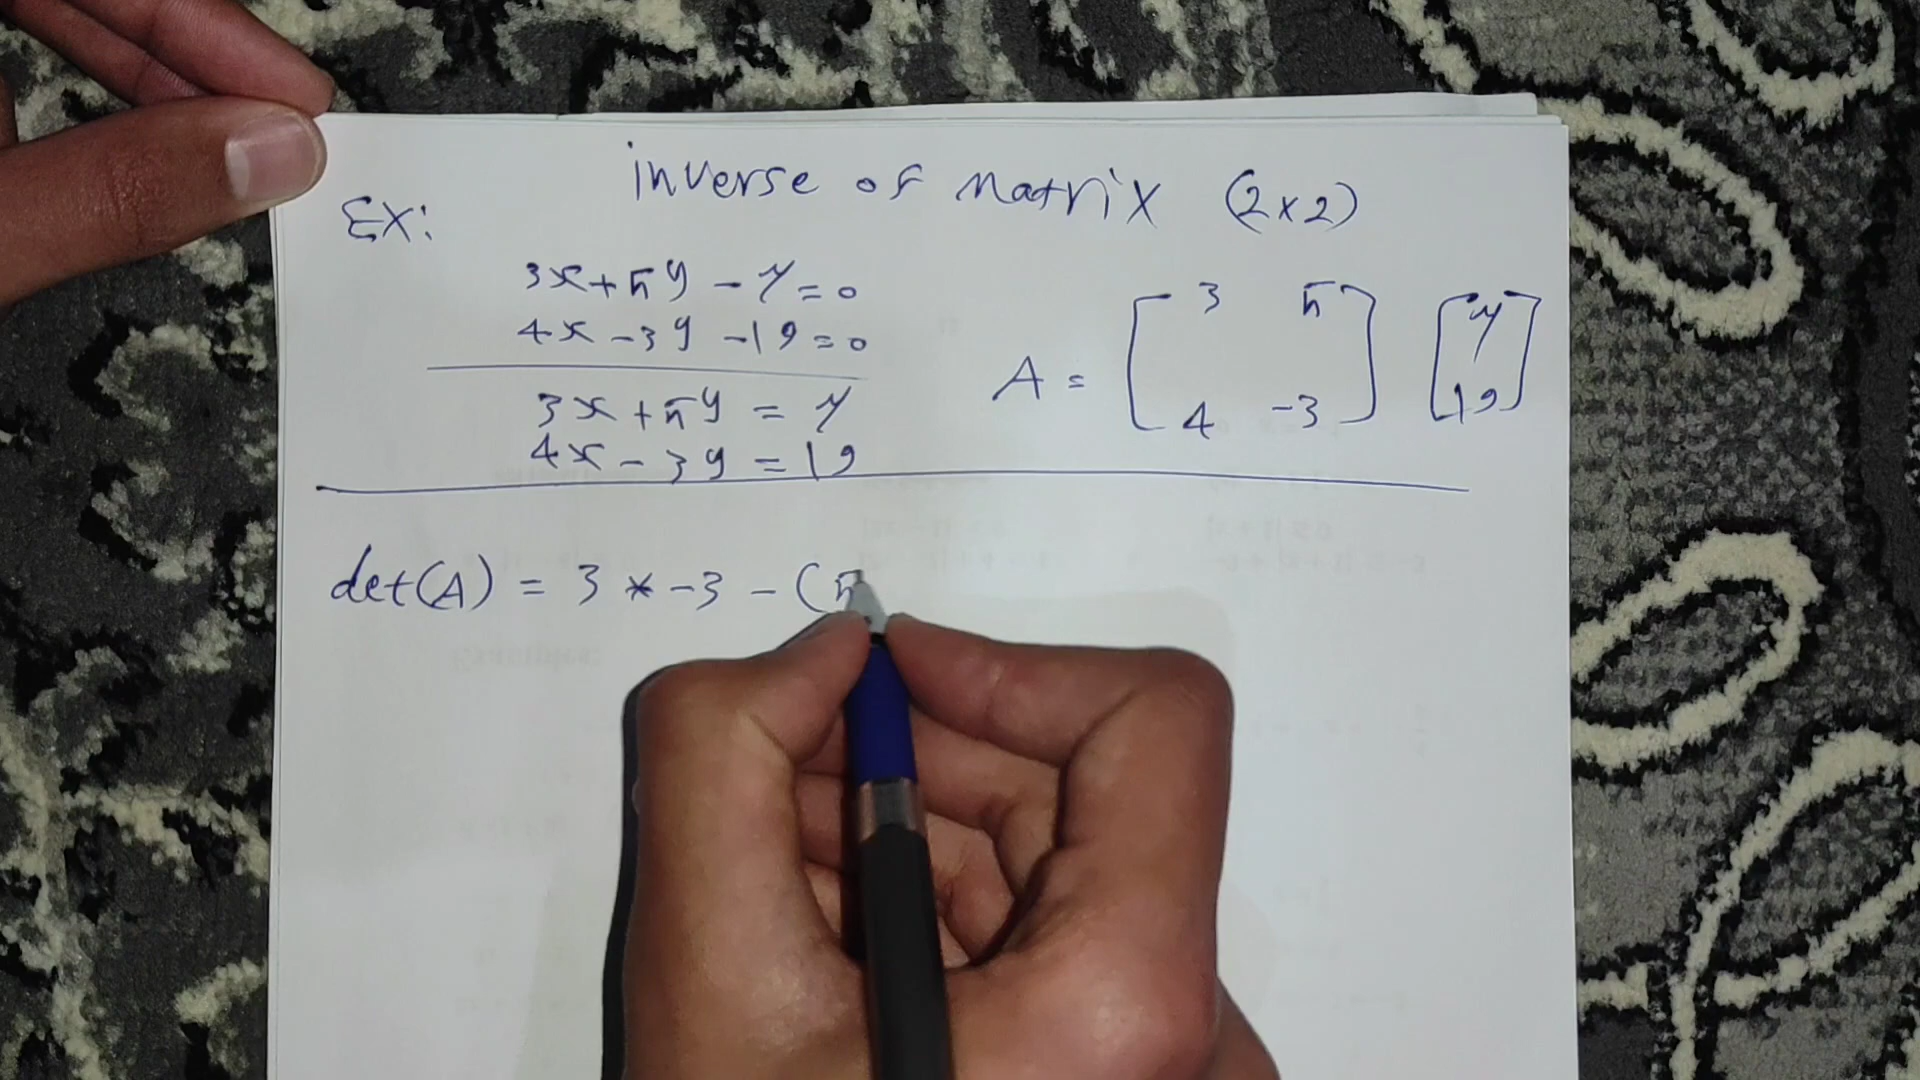 inverse of matrix (2x2)
EX:
3x+5y-7=0
4x-3y-19=0
3x+5y=7
4x-3y=19
A = [ 3 5 ] [ 7 ]
[ 4 -3 ] [ 19 ]
det(A) = 3 * -3 - (5